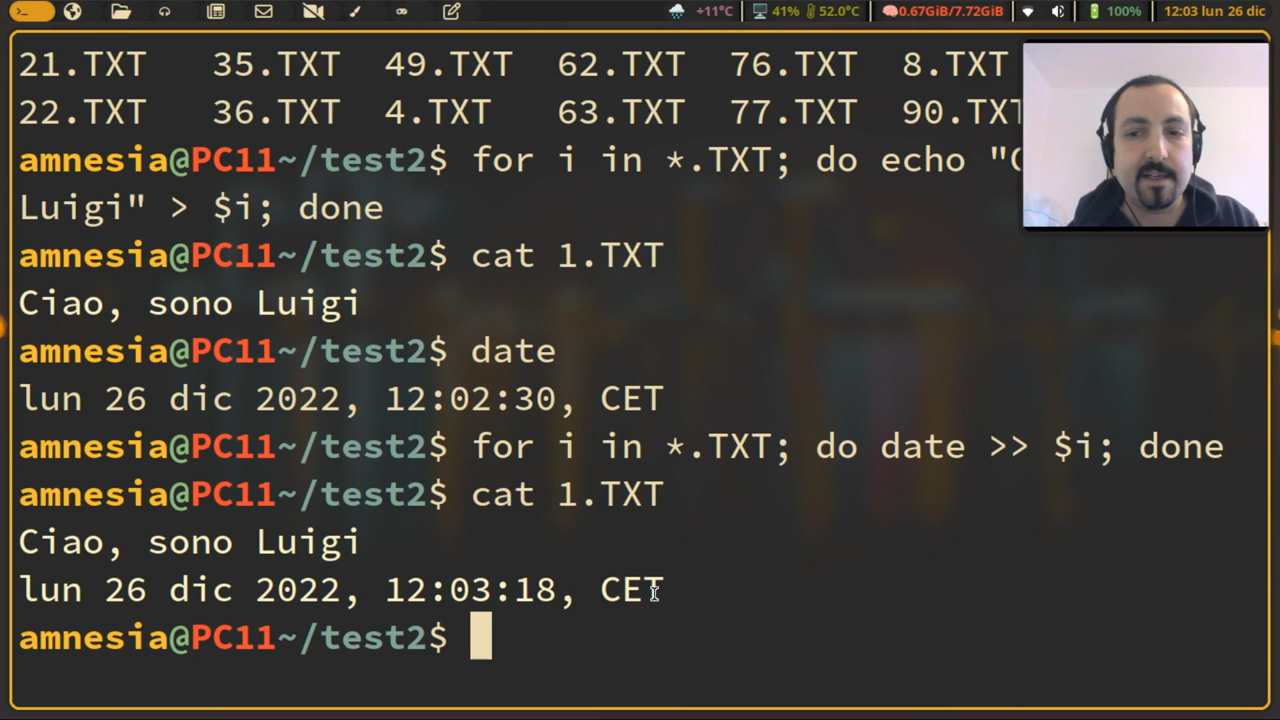 >_ +11°C 41% 52.0°C 0.67GiB/7.72GiB 100% 12:03 lun 26 dic
21.TXT 35.TXT 49.TXT 62.TXT 76.TXT 8.TXT
22.TXT 36.TXT 4.TXT 63.TXT 77.TXT 90.TXT
amnesia@PC11~/test2$ for i in *.TXT; do echo "
Luigi" > $i; done
amnesia@PC11~/test2$ cat 1.TXT
Ciao, sono Luigi
amnesia@PC11~/test2$ date
lun 26 dic 2022, 12:02:30, CET
amnesia@PC11~/test2$ for i in *.TXT; do date >> $i; done
amnesia@PC11~/test2$ cat 1.TXT
Ciao, sono Luigi
lun 26 dic 2022, 12:03:18, CET
amnesia@PC11~/test2$